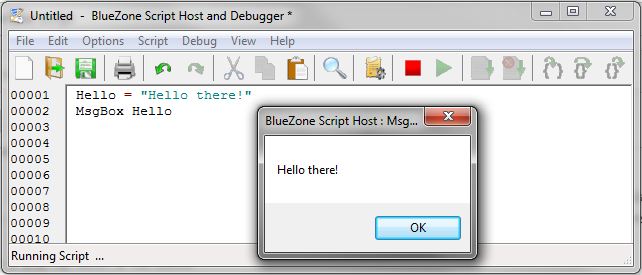 Untitled - BlueZone Script Host and Debugger *
File Edit Options Script Debug View Help
00001 Hello = "Hello there!"
00002 MsgBox Hello
00003
00004
00005
00006
00007
00008
00009
00010
BlueZone Script Host : Msg...
Hello there!
OK
Running Script ...